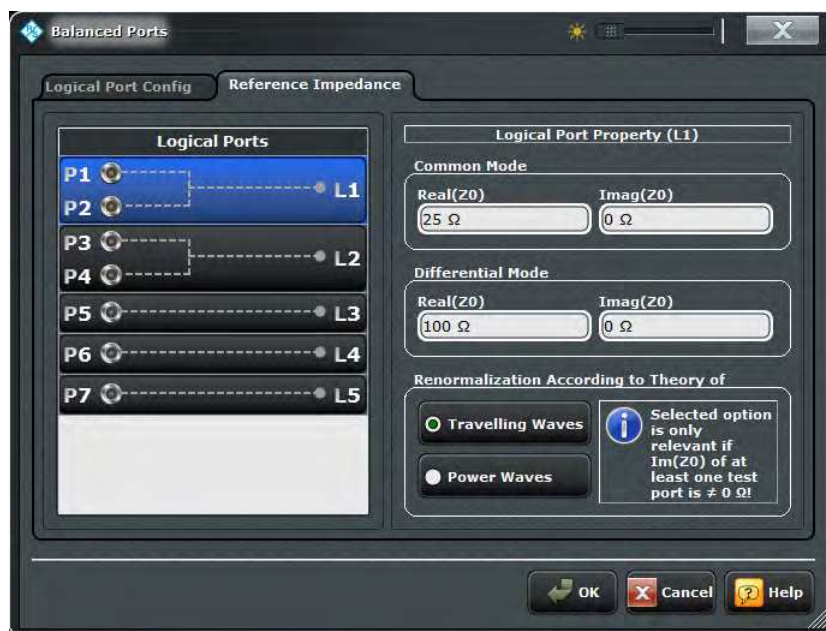 Balanced Ports
X
Logical Port Config
Reference Impedance
Logical Ports
P1
P2
L1
P3
P4
L2
P5
L3
P6
L4
P7
L5
Logical Port Property (L1)
Common Mode
Real(Z0)
Imag(Z0)
25 Ω
0 Ω
Differential Mode
Real(Z0)
Imag(Z0)
100 Ω
0 Ω
Renormalization According to Theory of
Travelling Waves
Power Waves
Selected option
is only
relevant if
Im(Z0) of at
least one test
port is ≠ 0 Ω!
OK
Cancel
Help